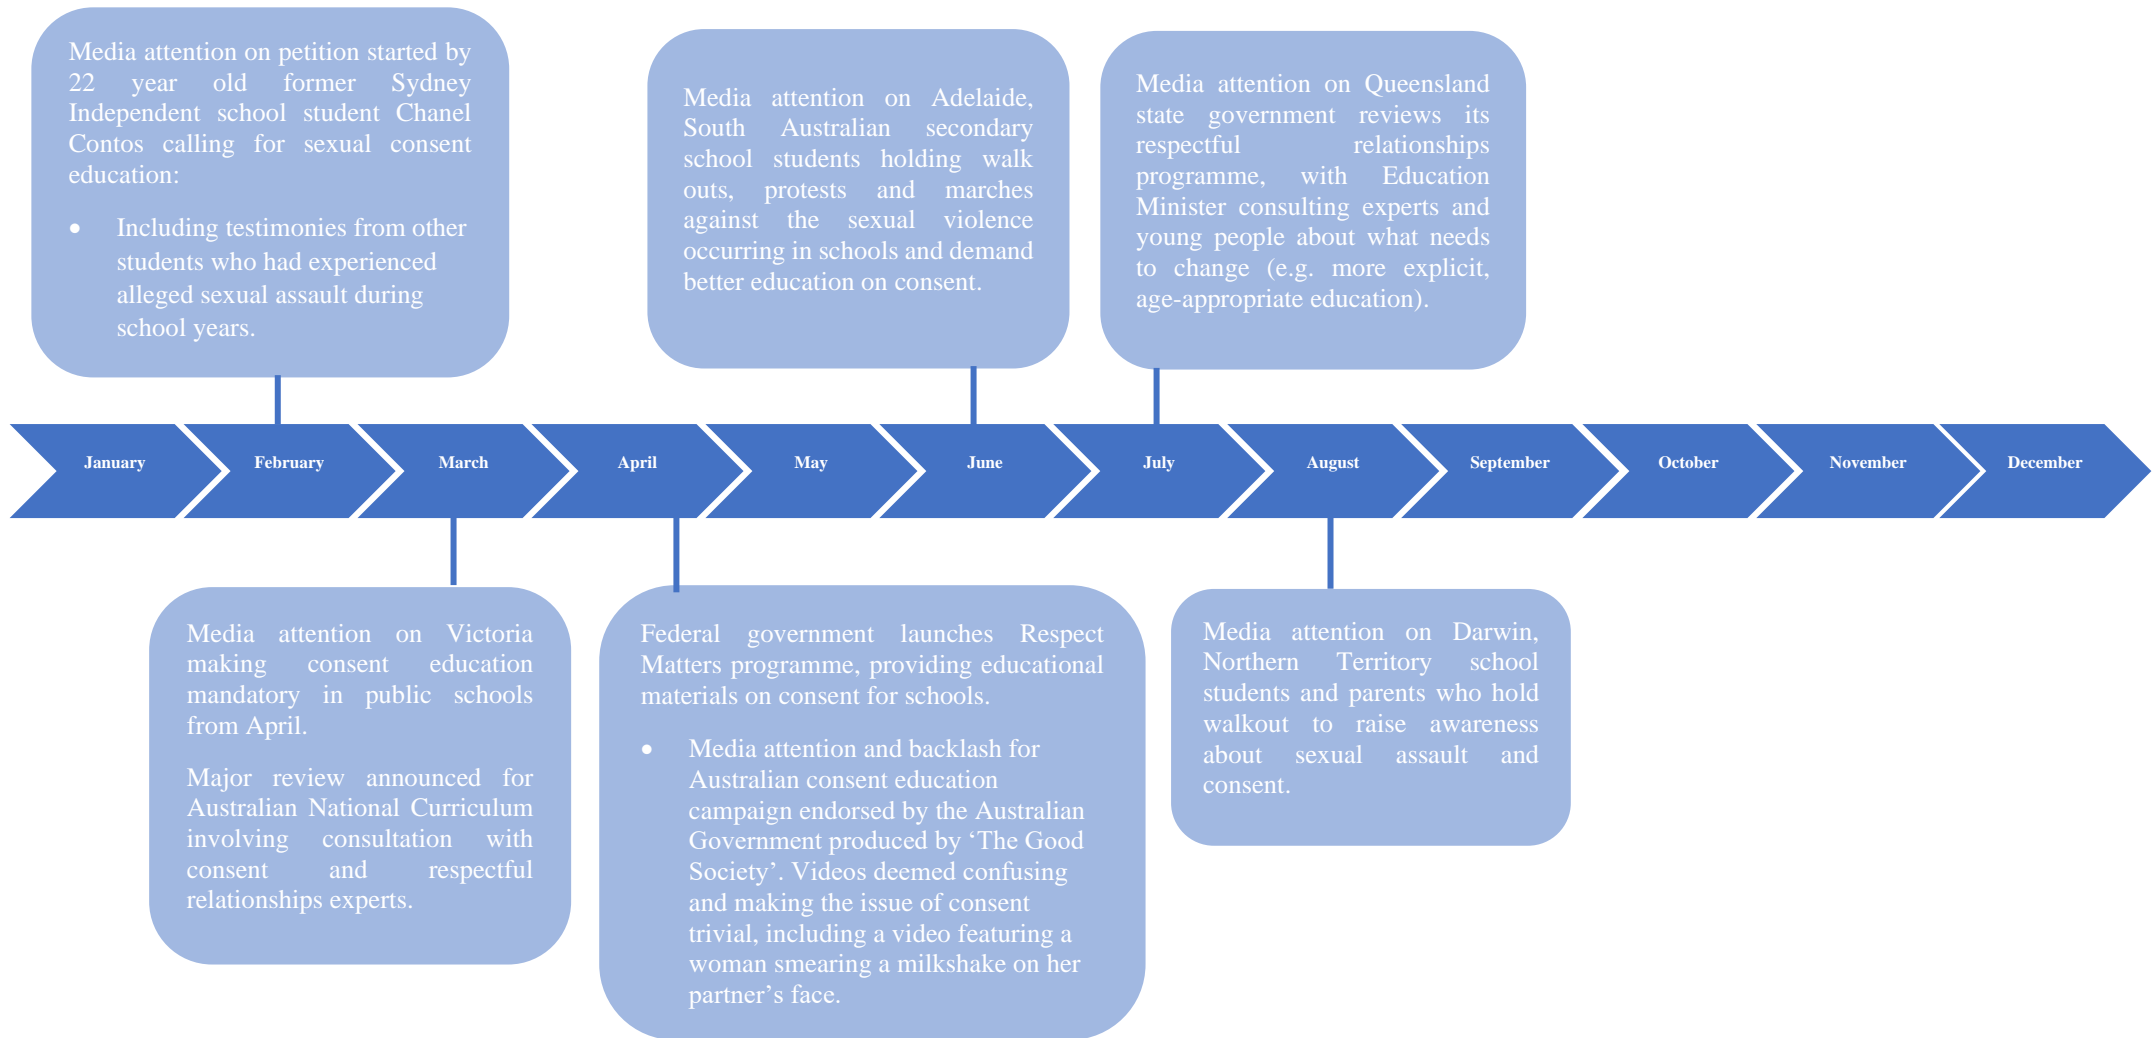 Media attention on petition started by
22 year old former Sydney
Independent school student Chanel
Contos calling for sexual consent
education:
• Including testimonies from other
students who had experienced
alleged sexual assault during
school years.
Media attention on Adelaide,
South Australian secondary
school students holding walk
outs, protests and marches
against the sexual violence
occurring in schools and demand
better education on consent.
Media attention on Queensland
state government reviews its
respectful relationships
programme, with Education
Minister consulting experts and
young people about what needs
to change (e.g. more explicit,
age-appropriate education).
January
February
March
April
May
June
July
August
September
October
November
December
Media attention on Victoria
making consent education
mandatory in public schools
from April.
Major review announced for
Australian National Curriculum
involving consultation with
consent and respectful
relationships experts.
Federal government launches Respect
Matters programme, providing educational
materials on consent for schools.
• Media attention and backlash for
Australian consent education
campaign endorsed by the Australian
Government produced by ‘The Good
Society’. Videos deemed confusing
and making the issue of consent
trivial, including a video featuring a
woman smearing a milkshake on her
partner’s face.
Media attention on Darwin,
Northern Territory school
students and parents who hold
walkout to raise awareness
about sexual assault and
consent.